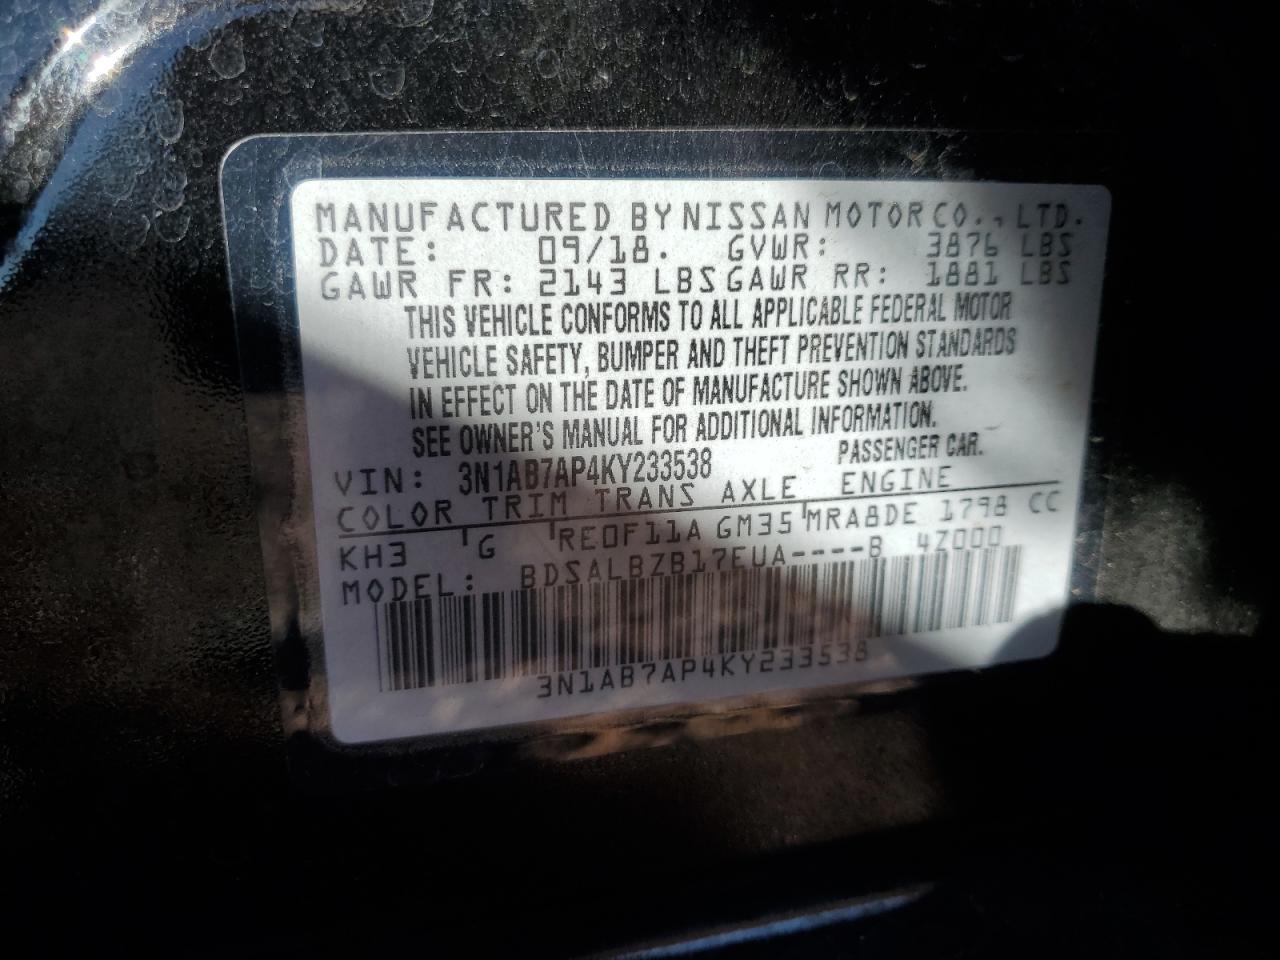 MANUFACTURED BY NISSAN MOTOR CO., LTD.
DATE: 09/18. GVWR: 3876 LBS
GAWR FR: 2143 LBS GAWR RR: 1881 LBS
THIS VEHICLE CONFORMS TO ALL APPLICABLE FEDERAL MOTOR
VEHICLE SAFETY, BUMPER AND THEFT PREVENTION STANDARDS
IN EFFECT ON THE DATE OF MANUFACTURE SHOWN ABOVE.
SEE OWNER'S MANUAL FOR ADDITIONAL INFORMATION.
VIN: 3N1AB7AP4KY233538 PASSENGER CAR.
COLOR TRIM TRANS AXLE ENGINE
KH3 G RE0F11A GM35 MRA8DE 1798 CC
MODEL: BDSALBZB17EUA----B 4Z000
3N1AB7AP4KY233538